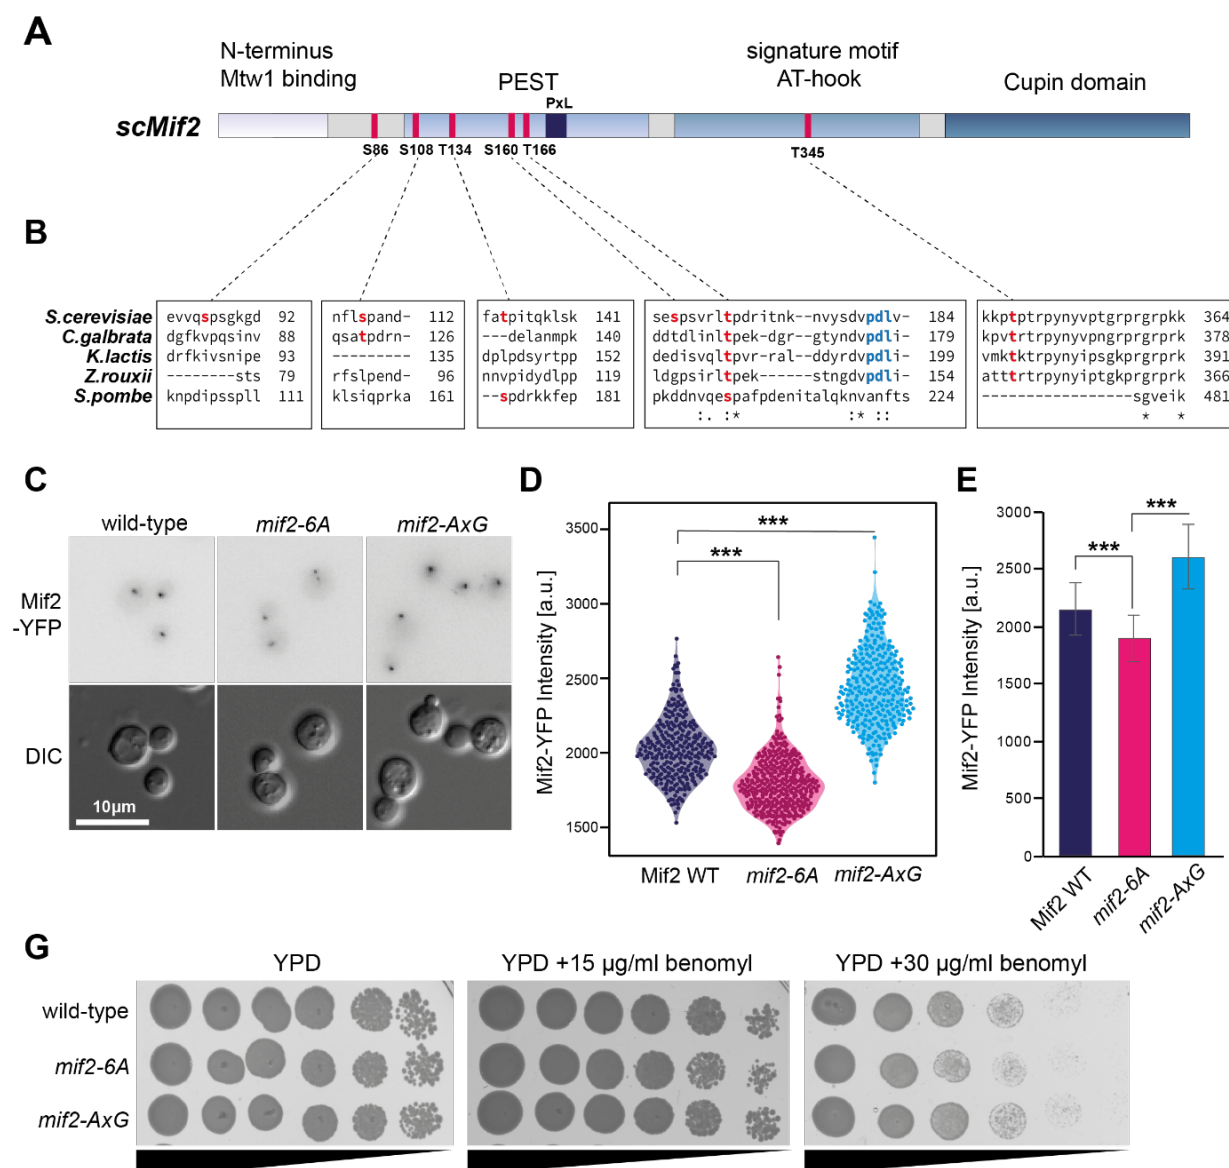 A
N-terminus
Mtw1 binding
PEST
PxL
signature motif
AT-hook
Cupin domain
scMif2
S86 S108 T134 S160 T166 T345
B
S.cerevisiae evvqspsgkgd 92 nflspand- 112 fatpitqklsk 141 sespsvrltpdritnk--nvysdvpdlv- 184 kkptptrpynyvptgrprgrpkk 364
C.galbrata dgfkvpqsinv 88 qsatpdrn- 126 ---delanmpk 140 ddtdlinltpek-dgr--gtyndvpdli- 179 kpvtrtrpynyvptgrprgrpkk 378
K.lactis drfkivsnipe 93 --------- 135 dplpdsyrtpp 152 dedisvqltpvr-ral--ddyrdvpdli- 199 vmktktrpynyipsgkprgrpkk 391
Z.rouxii --------sts 79 rfslpend- 96 nnvpidydlpp 119 ldgpsirltpek------stngdvpdli- 154 atttrtrpynyiptgkprgrpkk 366
S.pombe knpdipsspll 111 klsiqprka 161 --spdrkkfep 181 pkddnvqespafpdenitalqknvanfts 224 -----------------sgveik 481
:. :* :* :: * *
C
wild-type mif2-6A mif2-AxG
Mif2
-YFP
DIC
10µm
D
Mif2-YFP Intensity [a.u.]
3500
3000
2500
2000
1500
***
***
Mif2 WT mif2-6A mif2-AxG
E
Mif2-YFP Intensity [a.u.]
3000
2500
2000
1500
1000
500
0
***
***
Mif2 WT mif2-6A mif2-AxG
G
YPD YPD +15 µg/ml benomyl YPD +30 µg/ml benomyl
wild-type
mif2-6A
mif2-AxG